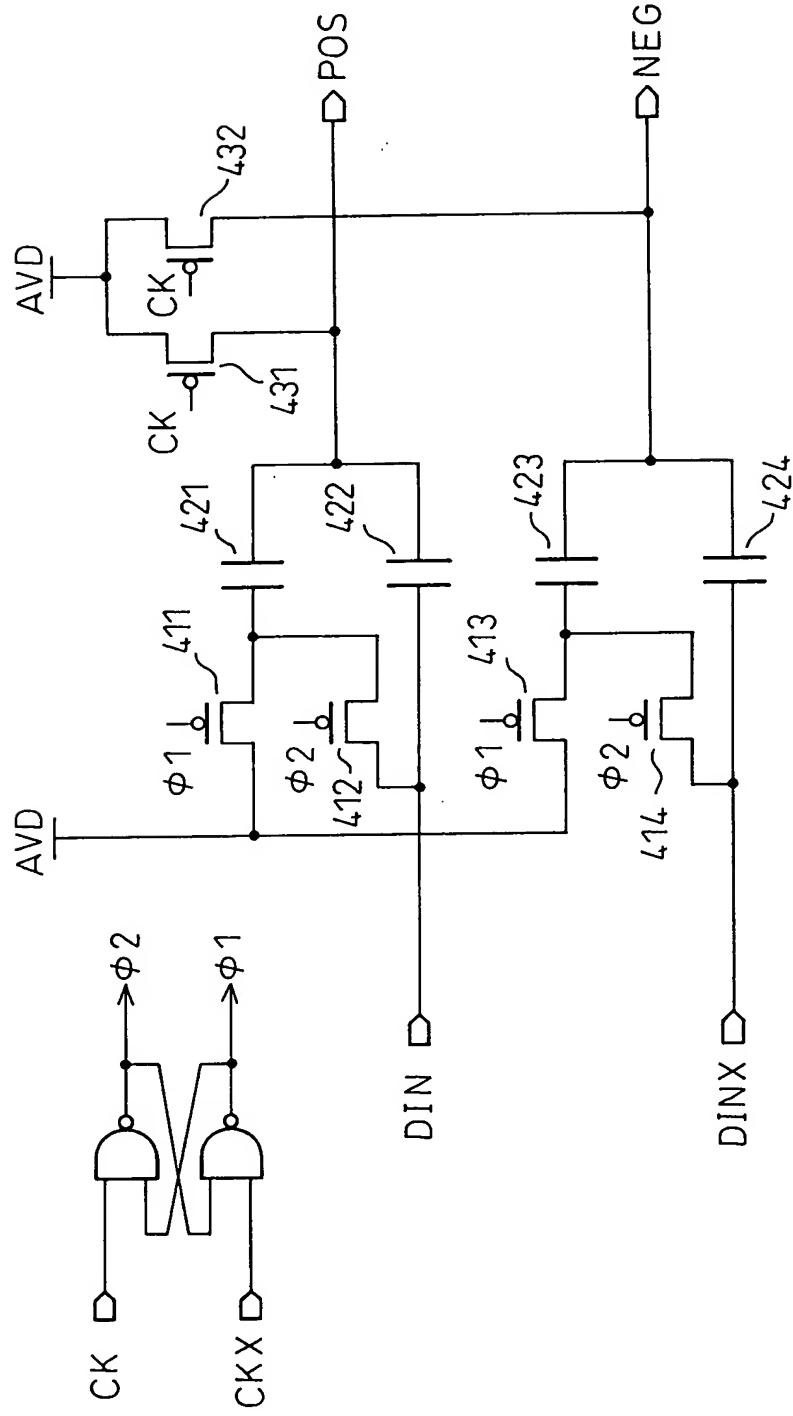 CK
CKX
φ2
φ1
DIN
DINX
AVD
φ1
411
φ2
412
421
422
φ1
413
φ2
414
423
424
AVD
CK
431
CK
432
POS
NEG